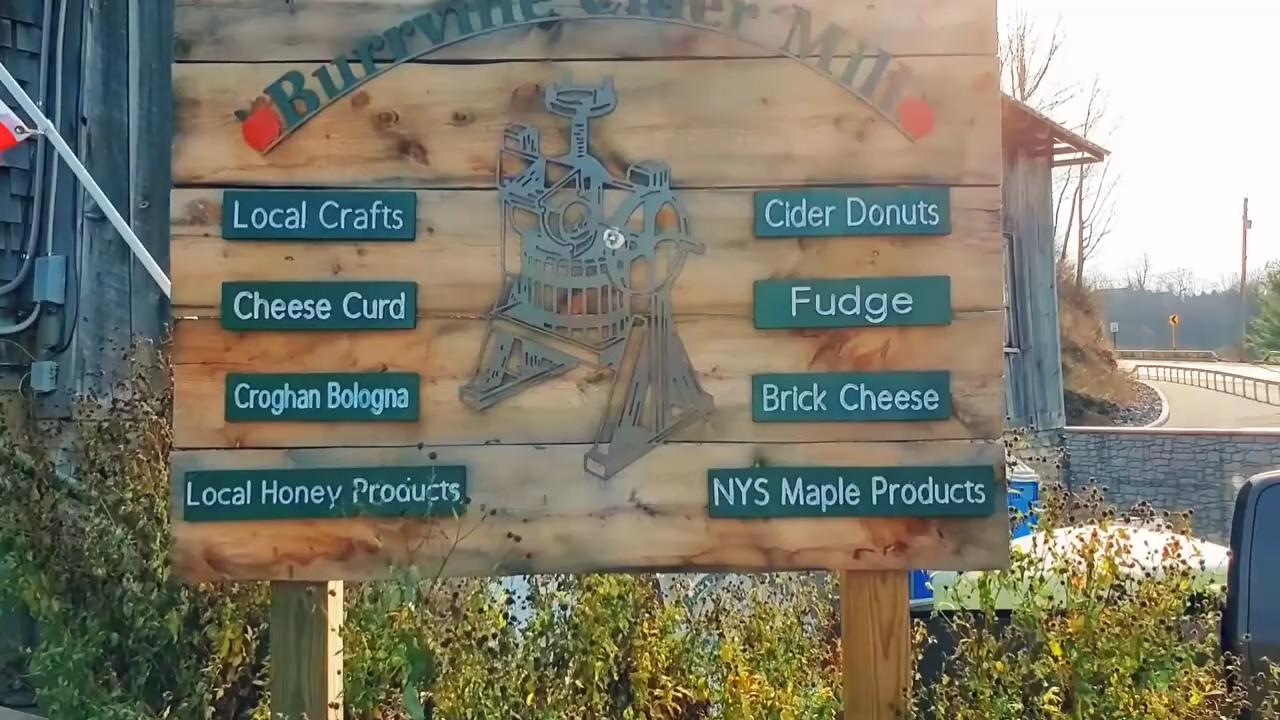 Burrville Cider Mill
Local Crafts
Cider Donuts
Cheese Curd
Fudge
Croghan Bologna
Brick Cheese
Local Honey Products
NYS Maple Products